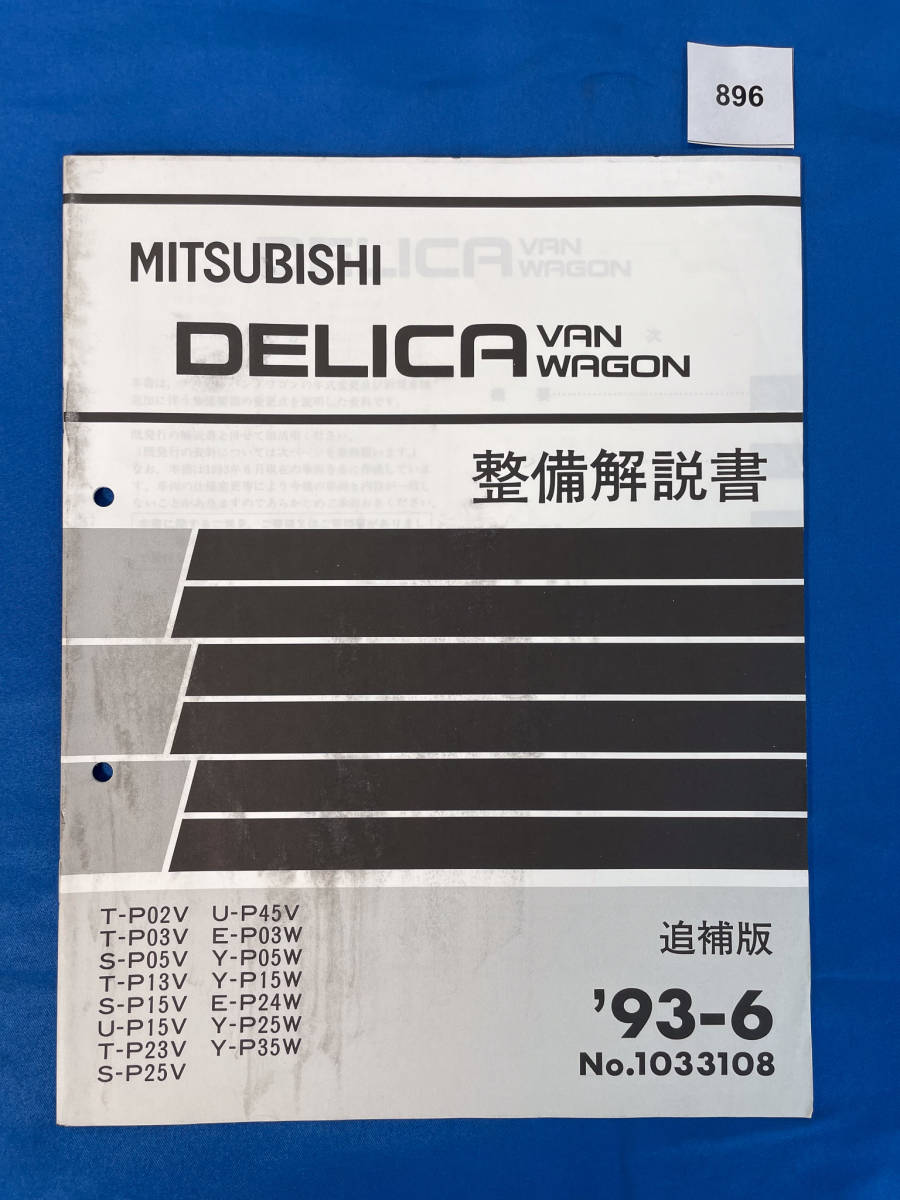 896
MITSUBISHI
DELICA VAN WAGON
整備解説書
T-P02V U-P45V
T-P03V E-P03W
S-P05V Y-P05W
T-P13V Y-P15W
S-P15V E-P24W
U-P15V Y-P25W
T-P23V Y-P35W
S-P25V
追補版
'93-6
No.1033108